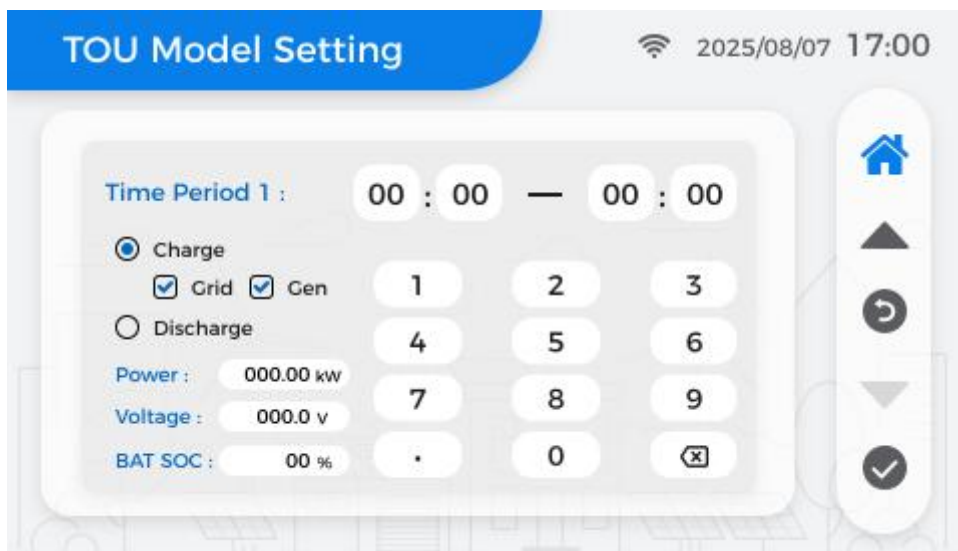 TOU Model Setting
2025/08/07 17:00
Time Period 1 : 00 : 00 — 00 : 00
Charge
Grid Gen
Discharge
Power : 000.00 kW
Voltage : 000.0 V
BAT SOC : 00 %
1 2 3
4 5 6
7 8 9
. 0